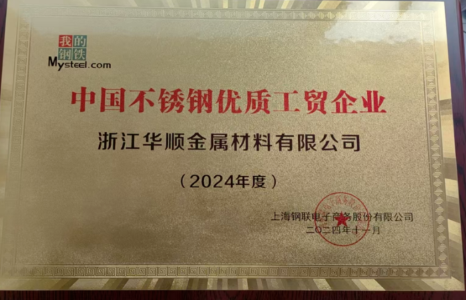 我的
钢铁
Mysteel.com
中国不锈钢优质工贸企业
浙江华顺金属材料有限公司
（2024年度）
上海钢联电子商务股份有限公司
二〇二四年十一月